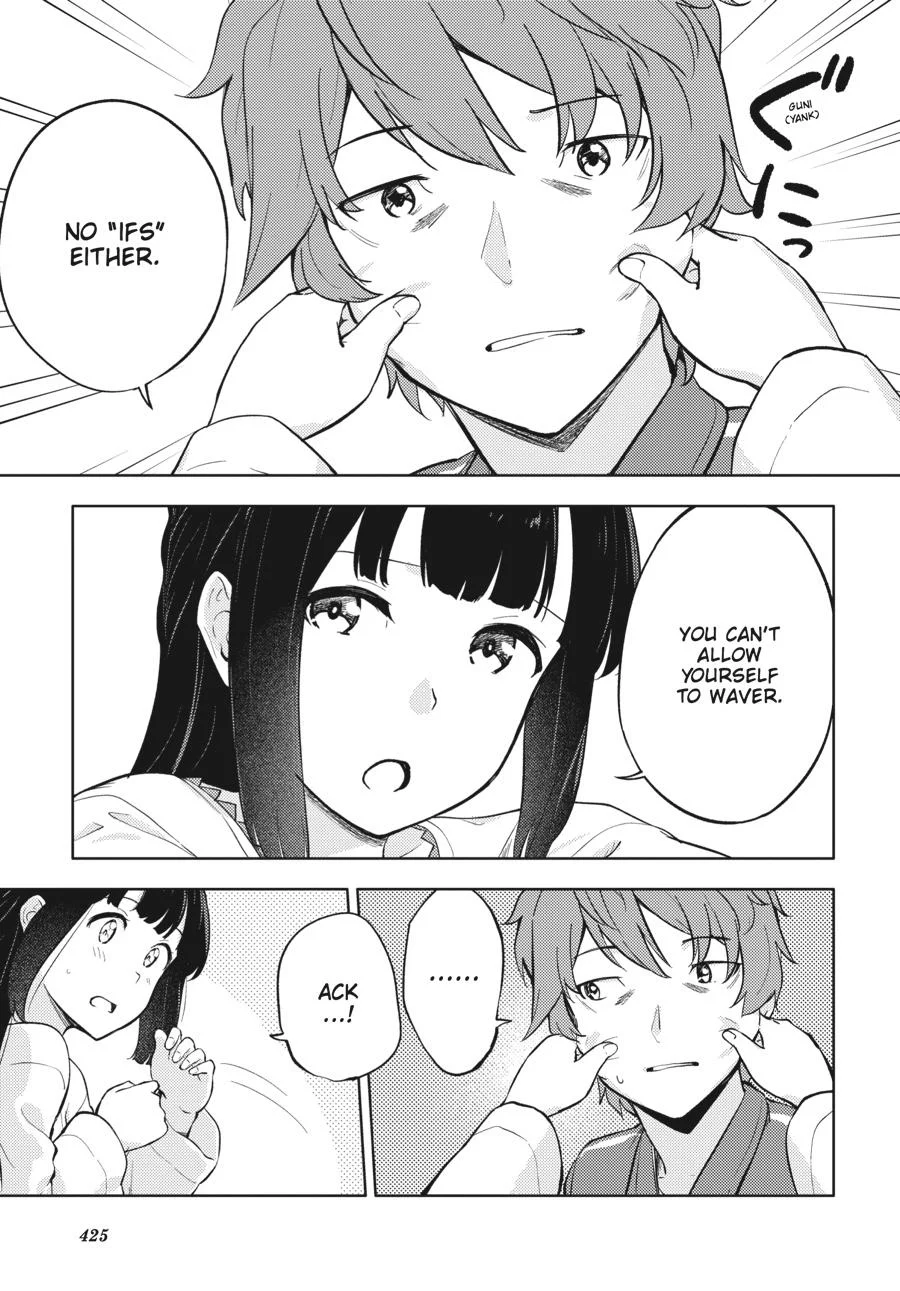 NO "IFS"
EITHER.
ぐにっ
GUNI
(YANK)
YOU CAN'T
ALLOW
YOURSELF
TO WAVER.
......
ACK
...!
425